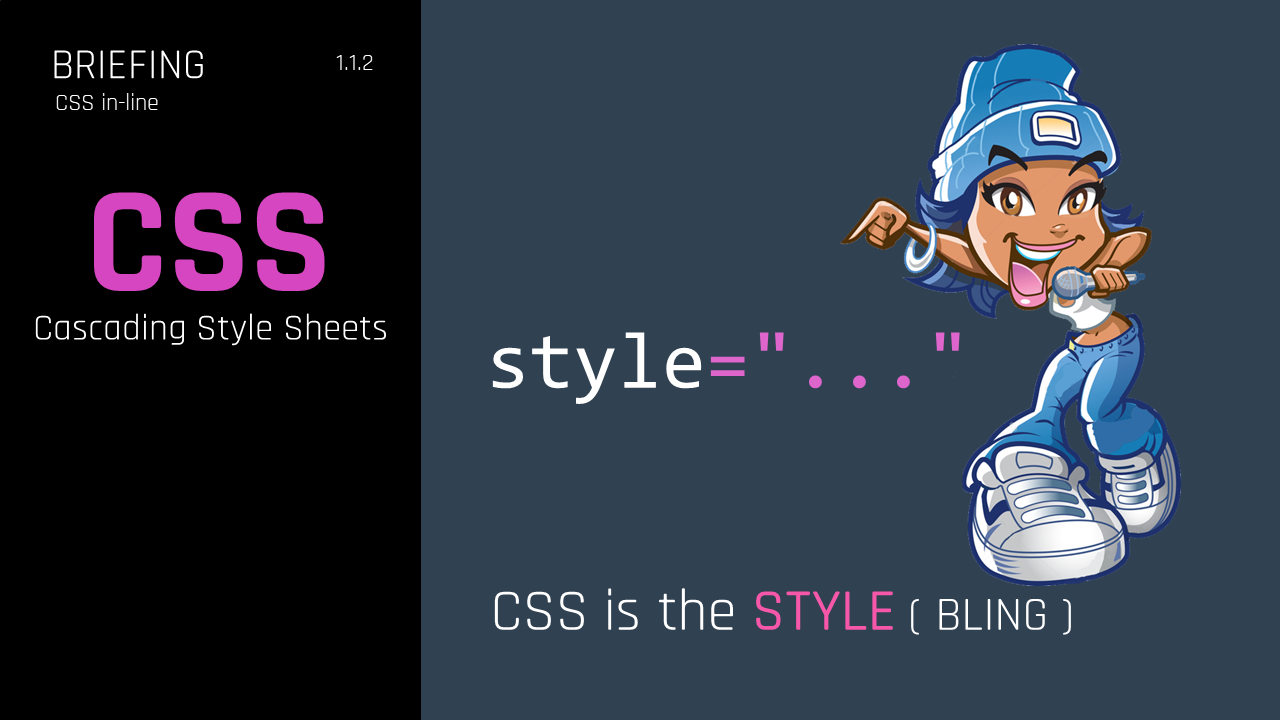 BRIEFING
1.1.2
CSS in-line
CSS
Cascading Style Sheets
style="..."
CSS is the STYLE ( BLING )